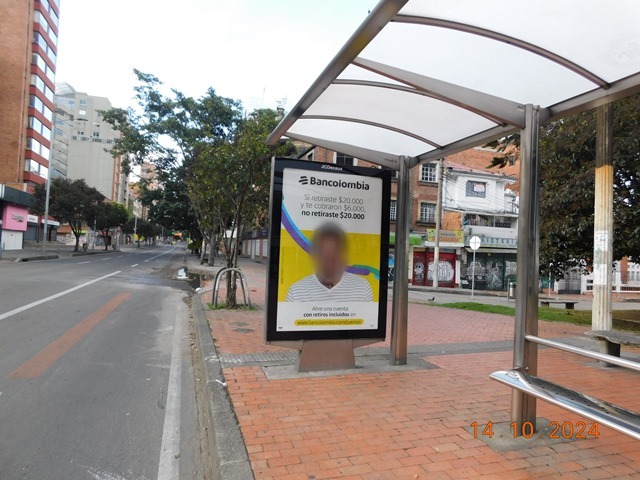 JCDecaux
Bancolombia
Si retiraste $20.000
y te cobraron $6.000,
no retiraste $20.000
Abre una cuenta
con retiros incluidos en
14 10 2024